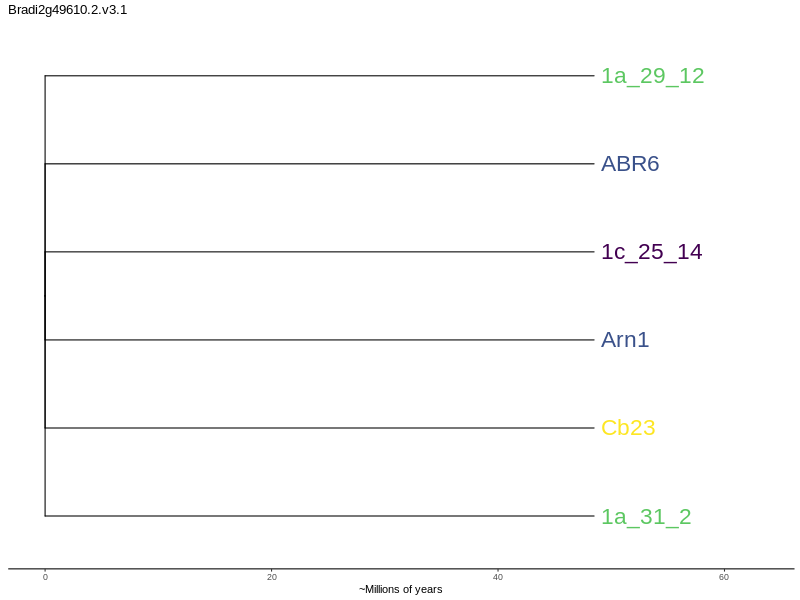 Bradi2g49610.2.v3.1
1a_29_12
ABR6
1c_25_14
Arn1
Cb23
1a_31_2
0 20 40 60
~Millions of years